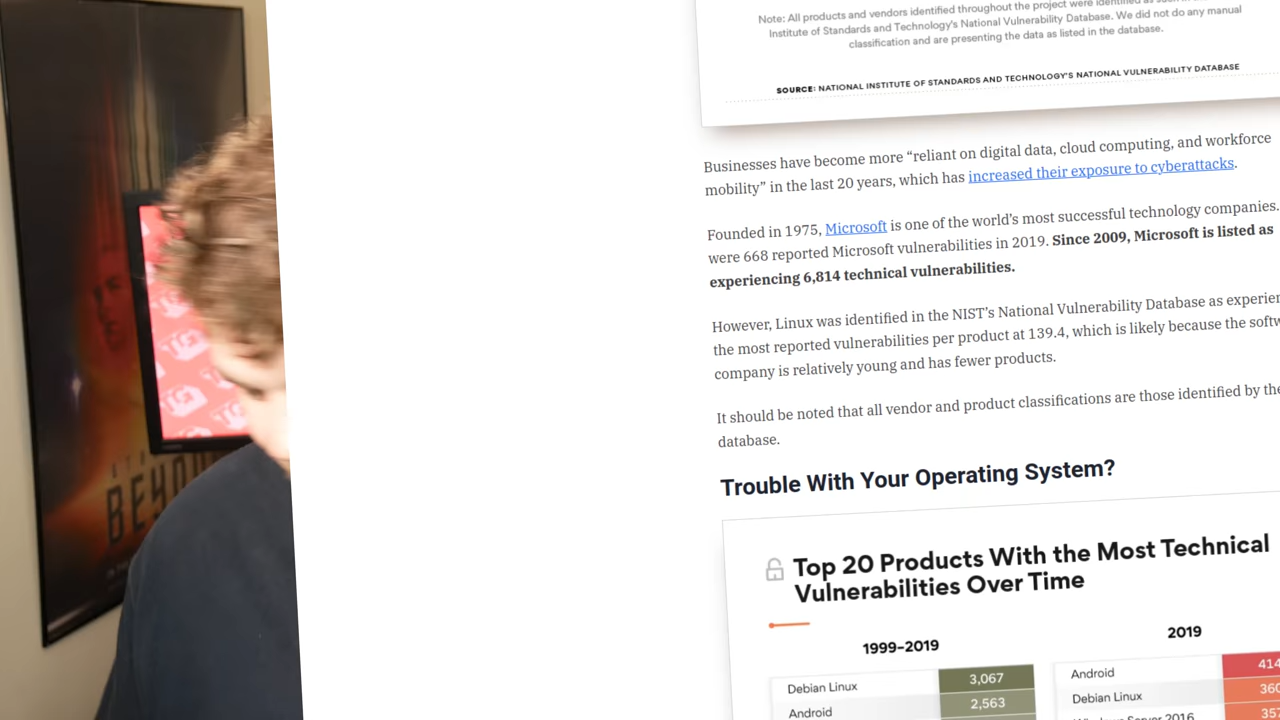 Note: All products and vendors identified throughout the project were identified as such in the
Institute of Standards and Technology's National Vulnerability Database. We did not do any manual
classification and are presenting the data as listed in the database.
SOURCE: NATIONAL INSTITUTE OF STANDARDS AND TECHNOLOGY'S NATIONAL VULNERABILITY DATABASE
Businesses have become more “reliant on digital data, cloud computing, and workforce
mobility” in the last 20 years, which has increased their exposure to cyberattacks.
Founded in 1975, Microsoft is one of the world’s most successful technology companies.
were 668 reported Microsoft vulnerabilities in 2019. Since 2009, Microsoft is listed as
experiencing 6,814 technical vulnerabilities.
However, Linux was identified in the NIST’s National Vulnerability Database as
the most reported vulnerabilities per product at 139.4, which is likely because the
company is relatively young and has fewer products.
It should be noted that all vendor and product classifications are those identified by the
database.
Trouble With Your Operating System?
Top 20 Products With the Most Technical
Vulnerabilities Over Time
1999–2019
2019
Debian Linux 3,067
Android 2,563
Android 414
Debian Linux 360
Windows Server 2016 357
BEYOND